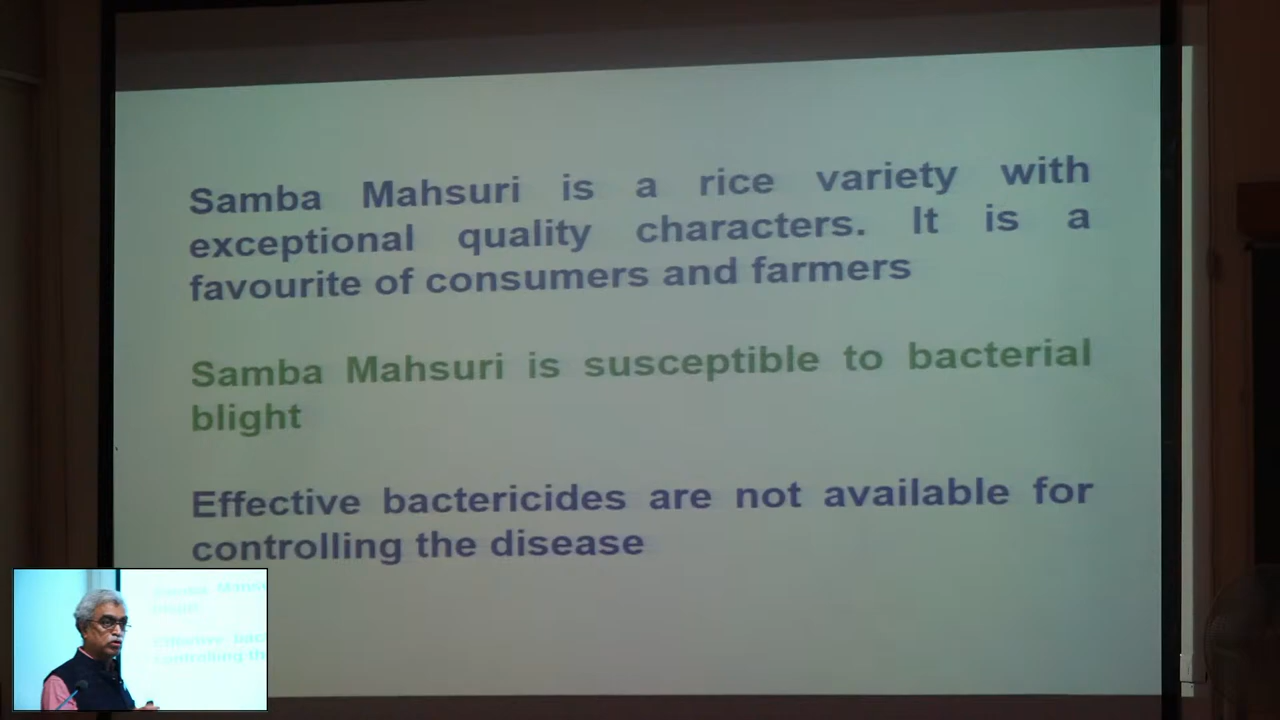 Samba Mahsuri is a rice variety with
exceptional quality characters. It is a
favourite of consumers and farmers
Samba Mahsuri is susceptible to bacterial
blight
Effective bactericides are not available for
controlling the disease